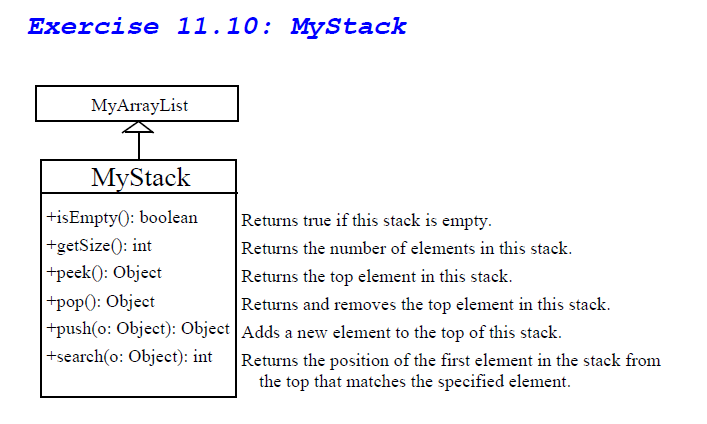 Exercise 11.10: MyStack
MyArrayList
MyStack
+isEmpty(): boolean
Returns true if this stack is empty.
+getSize(): int
Returns the number of elements in this stack.
+peek(): Object
Returns the top element in this stack.
+pop(): Object
Returns and removes the top element in this stack.
+push(o: Object): Object
Adds a new element to the top of this stack.
+search(o: Object): int
Returns the position of the first element in the stack from
the top that matches the specified element.